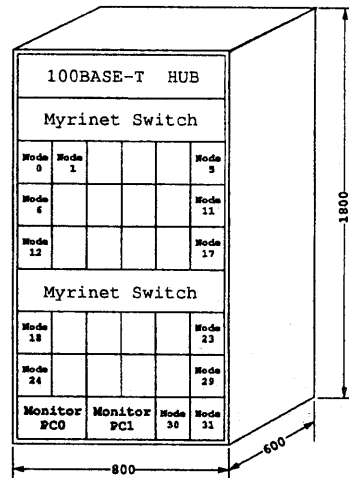 100BASE-T HUB
Myrinet Switch
Node 0
Node 1
Node 5
Node 6
Node 11
Node 12
Node 17
Myrinet Switch
Node 18
Node 23
Node 24
Node 29
Monitor PC0
Monitor PC1
Node 30
Node 31
1800
600
800